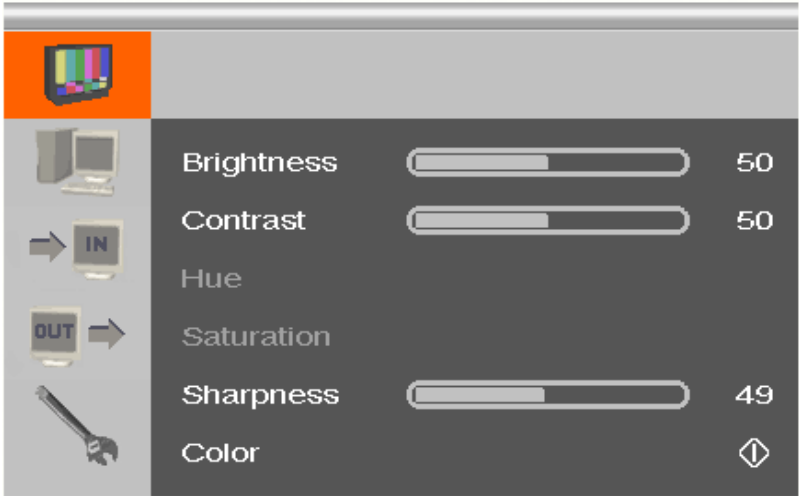 Brightness 50
Contrast 50
IN
Hue
OUT
Saturation
Sharpness 49
Color